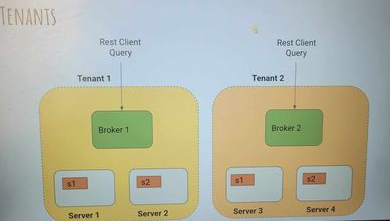 TENANTS
Rest Client
Query
Rest Client
Query
Tenant 1
Tenant 2
Broker 1
Broker 2
s1
s2
s1
s2
Server 1
Server 2
Server 3
Server 4